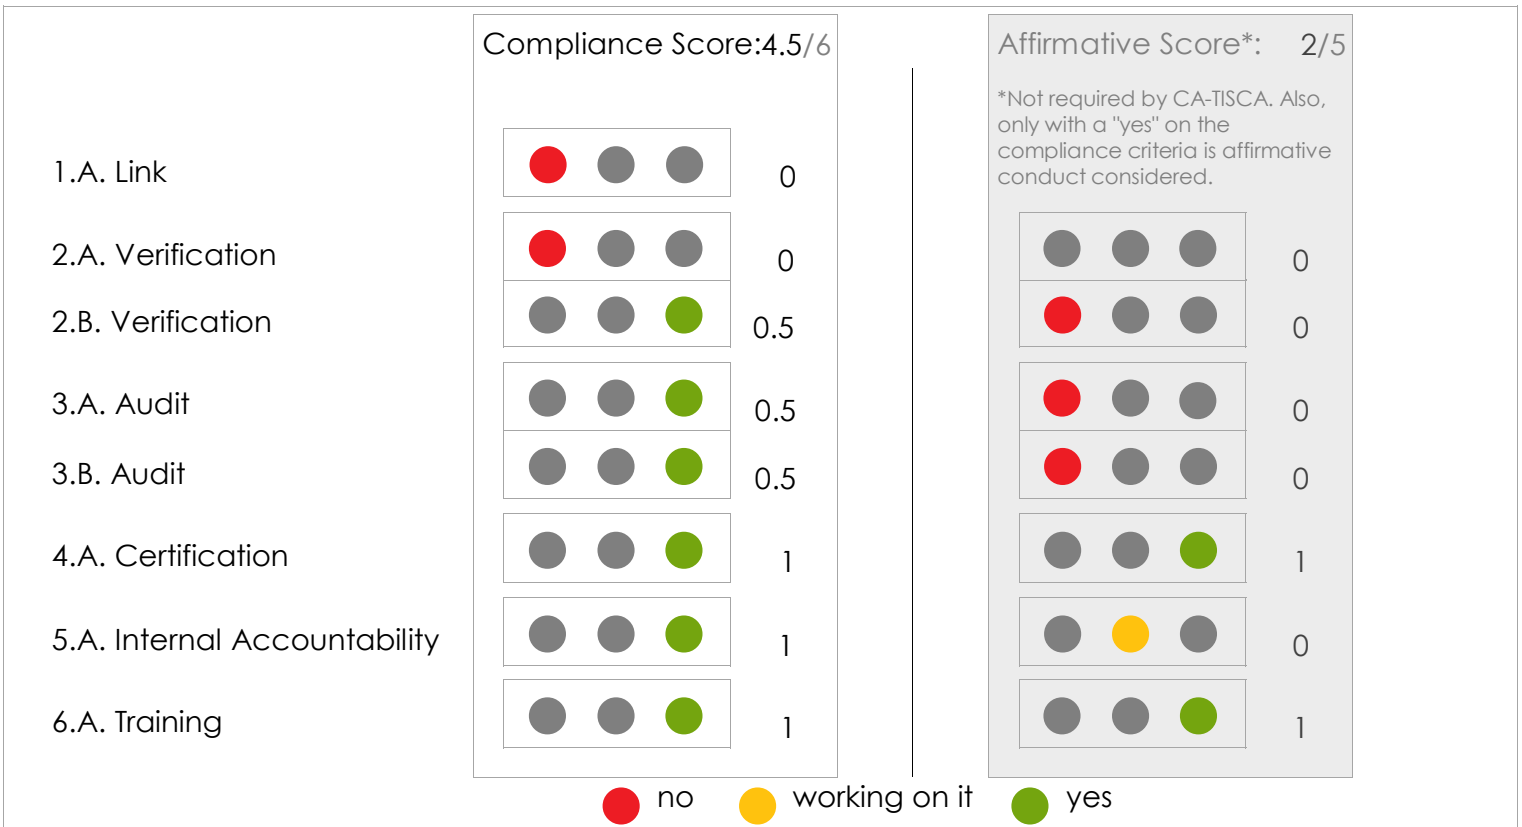 Compliance Score:4.5/6
Affirmative Score*: 2/5
*Not required by CA-TISCA. Also,
only with a "yes" on the
compliance criteria is affirmative
conduct considered.
1.A. Link 0
2.A. Verification 0 0
2.B. Verification 0.5 0
3.A. Audit 0.5 0
3.B. Audit 0.5 0
4.A. Certification 1 1
5.A. Internal Accountability 1 0
6.A. Training 1 1
no working on it yes